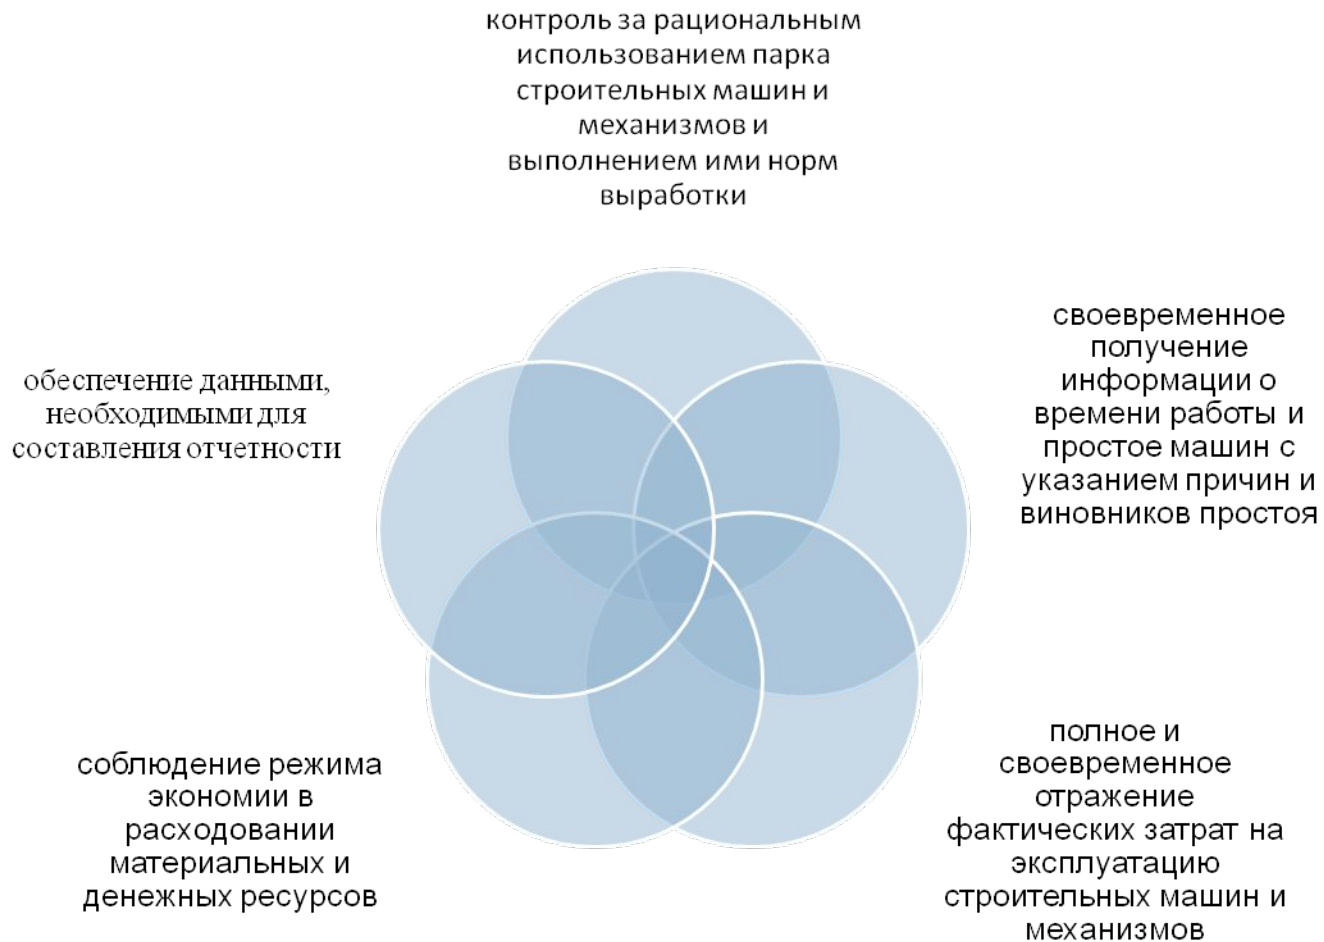 контроль за рациональным
использованием парка
строительных машин и
механизмов и
выполнением ими норм
выработки
своевременное
получение
информации о
времени работы и
простое машин с
указанием причин и
виновников простоя
полное и
своевременное
отражение
фактических затрат на
эксплуатацию
строительных машин и
механизмов
соблюдение режима
экономии в
расходовании
материальных и
денежных ресурсов
обеспечение данными,
необходимыми для
составления отчетности